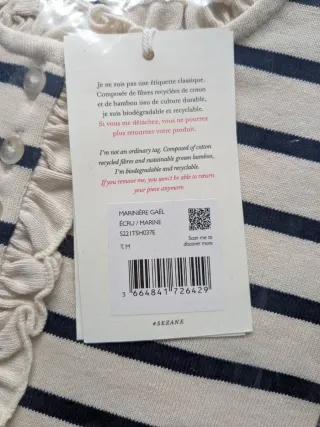 Je ne suis pas une étiquette classique.
Composée de fibres recyclées de coton
et de bambou issu de culture durable,
je suis biodégradable et recyclable.
Si vous me détachez, vous ne pourrez
plus retourner votre produit.
I'm not an ordinary tag. Composed of cotton
recycled fibres and sustainable grown bamboo,
I'm biodegradable and recyclable.
If you remove me, you won't be able to return
your piece anymore
MARINIÈRE GAËL
ÉCRU / MARINE
S221TSH037E
T. M
Scan me to
discover more
3 664841 726429
#SEZANE